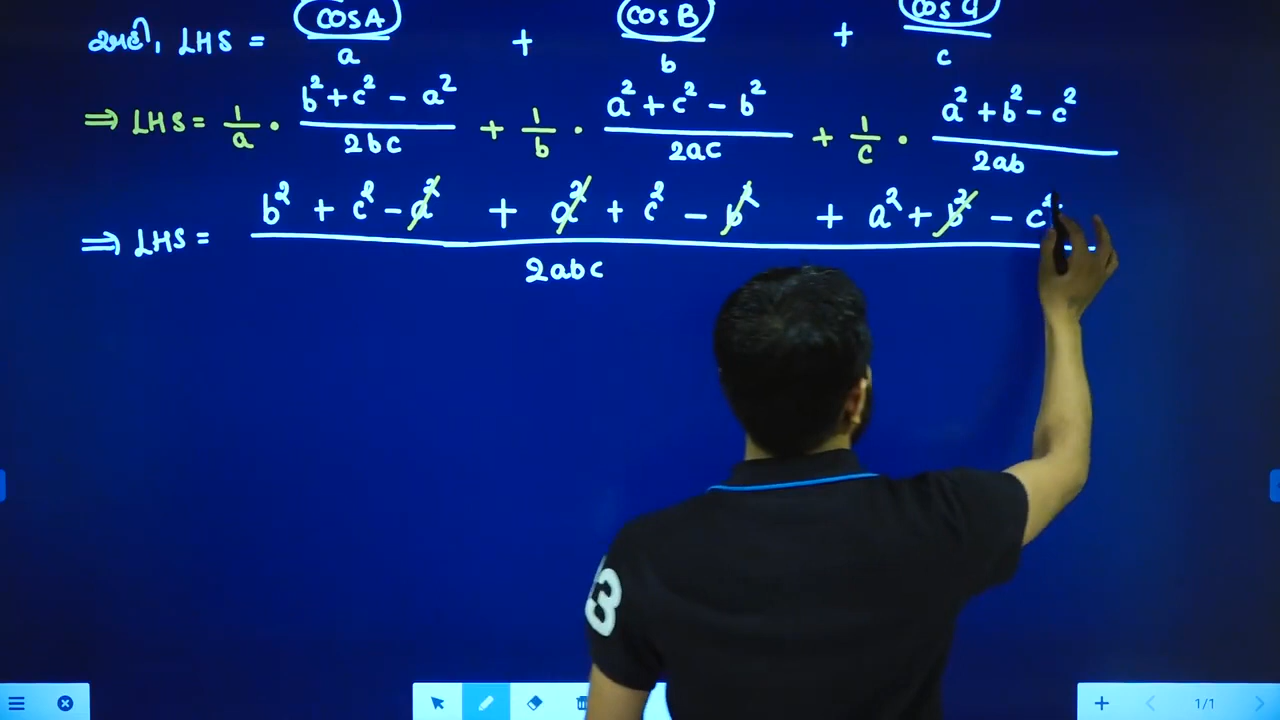 અહીં, LHS = cosA/a + cosB/b + cosC/c
⇒ LHS = 1/a · (b² + c² - a²)/2bc + 1/b · (a² + c² - b²)/2ac + 1/c · (a² + b² - c²)/2ab
⇒ LHS = (b² + c² - a² + a² + c² - b² + a² + b² - c²)/2abc
3
1/1